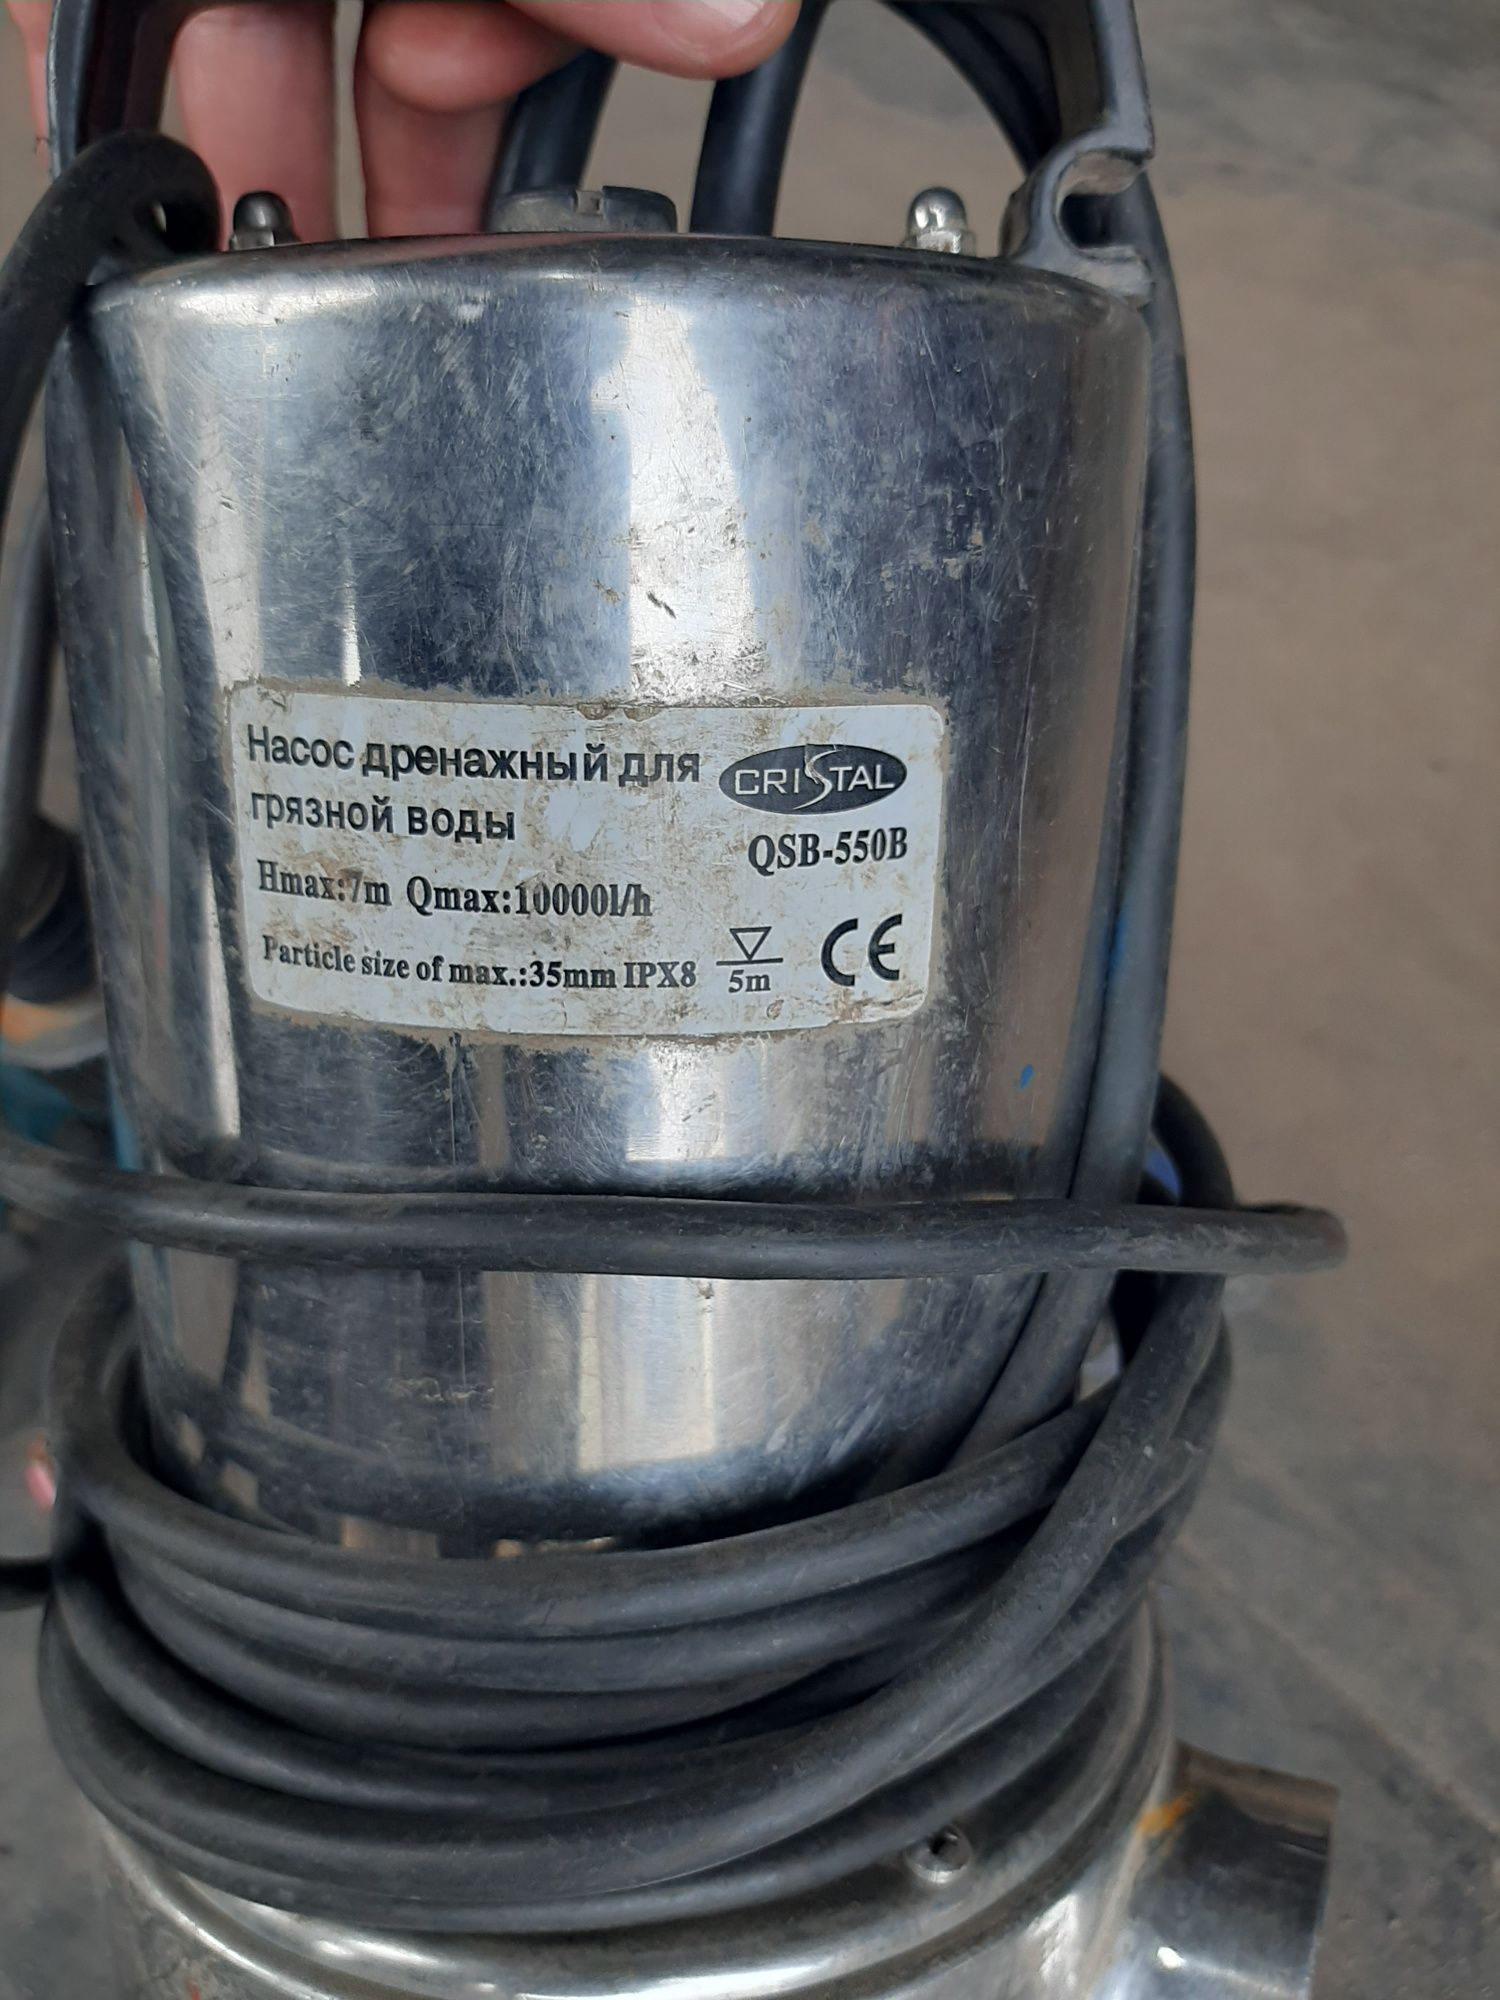 Насос дренажный для
грязной воды
CRISTAL
QSB-550B
Hmax:7m Qmax:10000l/h
Particle size of max.:35mm IPX8
5m
CE